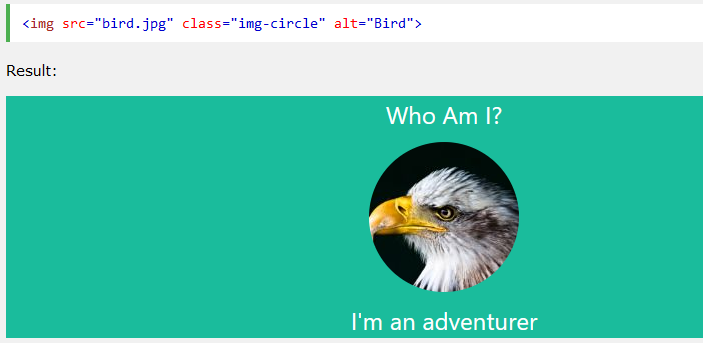 <img src="bird.jpg" class="img-circle" alt="Bird">
Result:
Who Am I?
I'm an adventurer